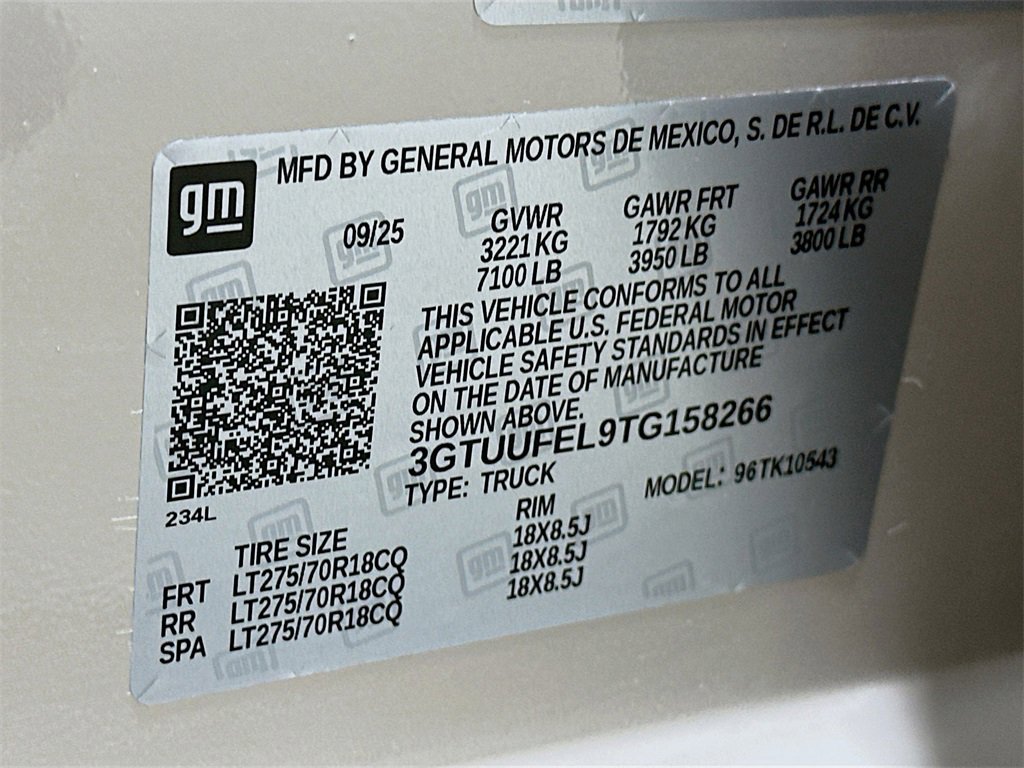 gm
MFD BY GENERAL MOTORS DE MEXICO, S. DE R.L. DE C.V.
09/25
GVWR GAWR FRT GAWR RR
3221 KG 1792 KG 1724 KG
7100 LB 3950 LB 3800 LB
THIS VEHICLE CONFORMS TO ALL
APPLICABLE U.S. FEDERAL MOTOR
VEHICLE SAFETY STANDARDS IN EFFECT
ON THE DATE OF MANUFACTURE
SHOWN ABOVE.
3GTUUFEL9TG158266
TYPE: TRUCK MODEL: 96TK10543
234L
TIRE SIZE RIM
FRT LT275/70R18CQ 18X8.5J
RR LT275/70R18CQ 18X8.5J
SPA LT275/70R18CQ 18X8.5J